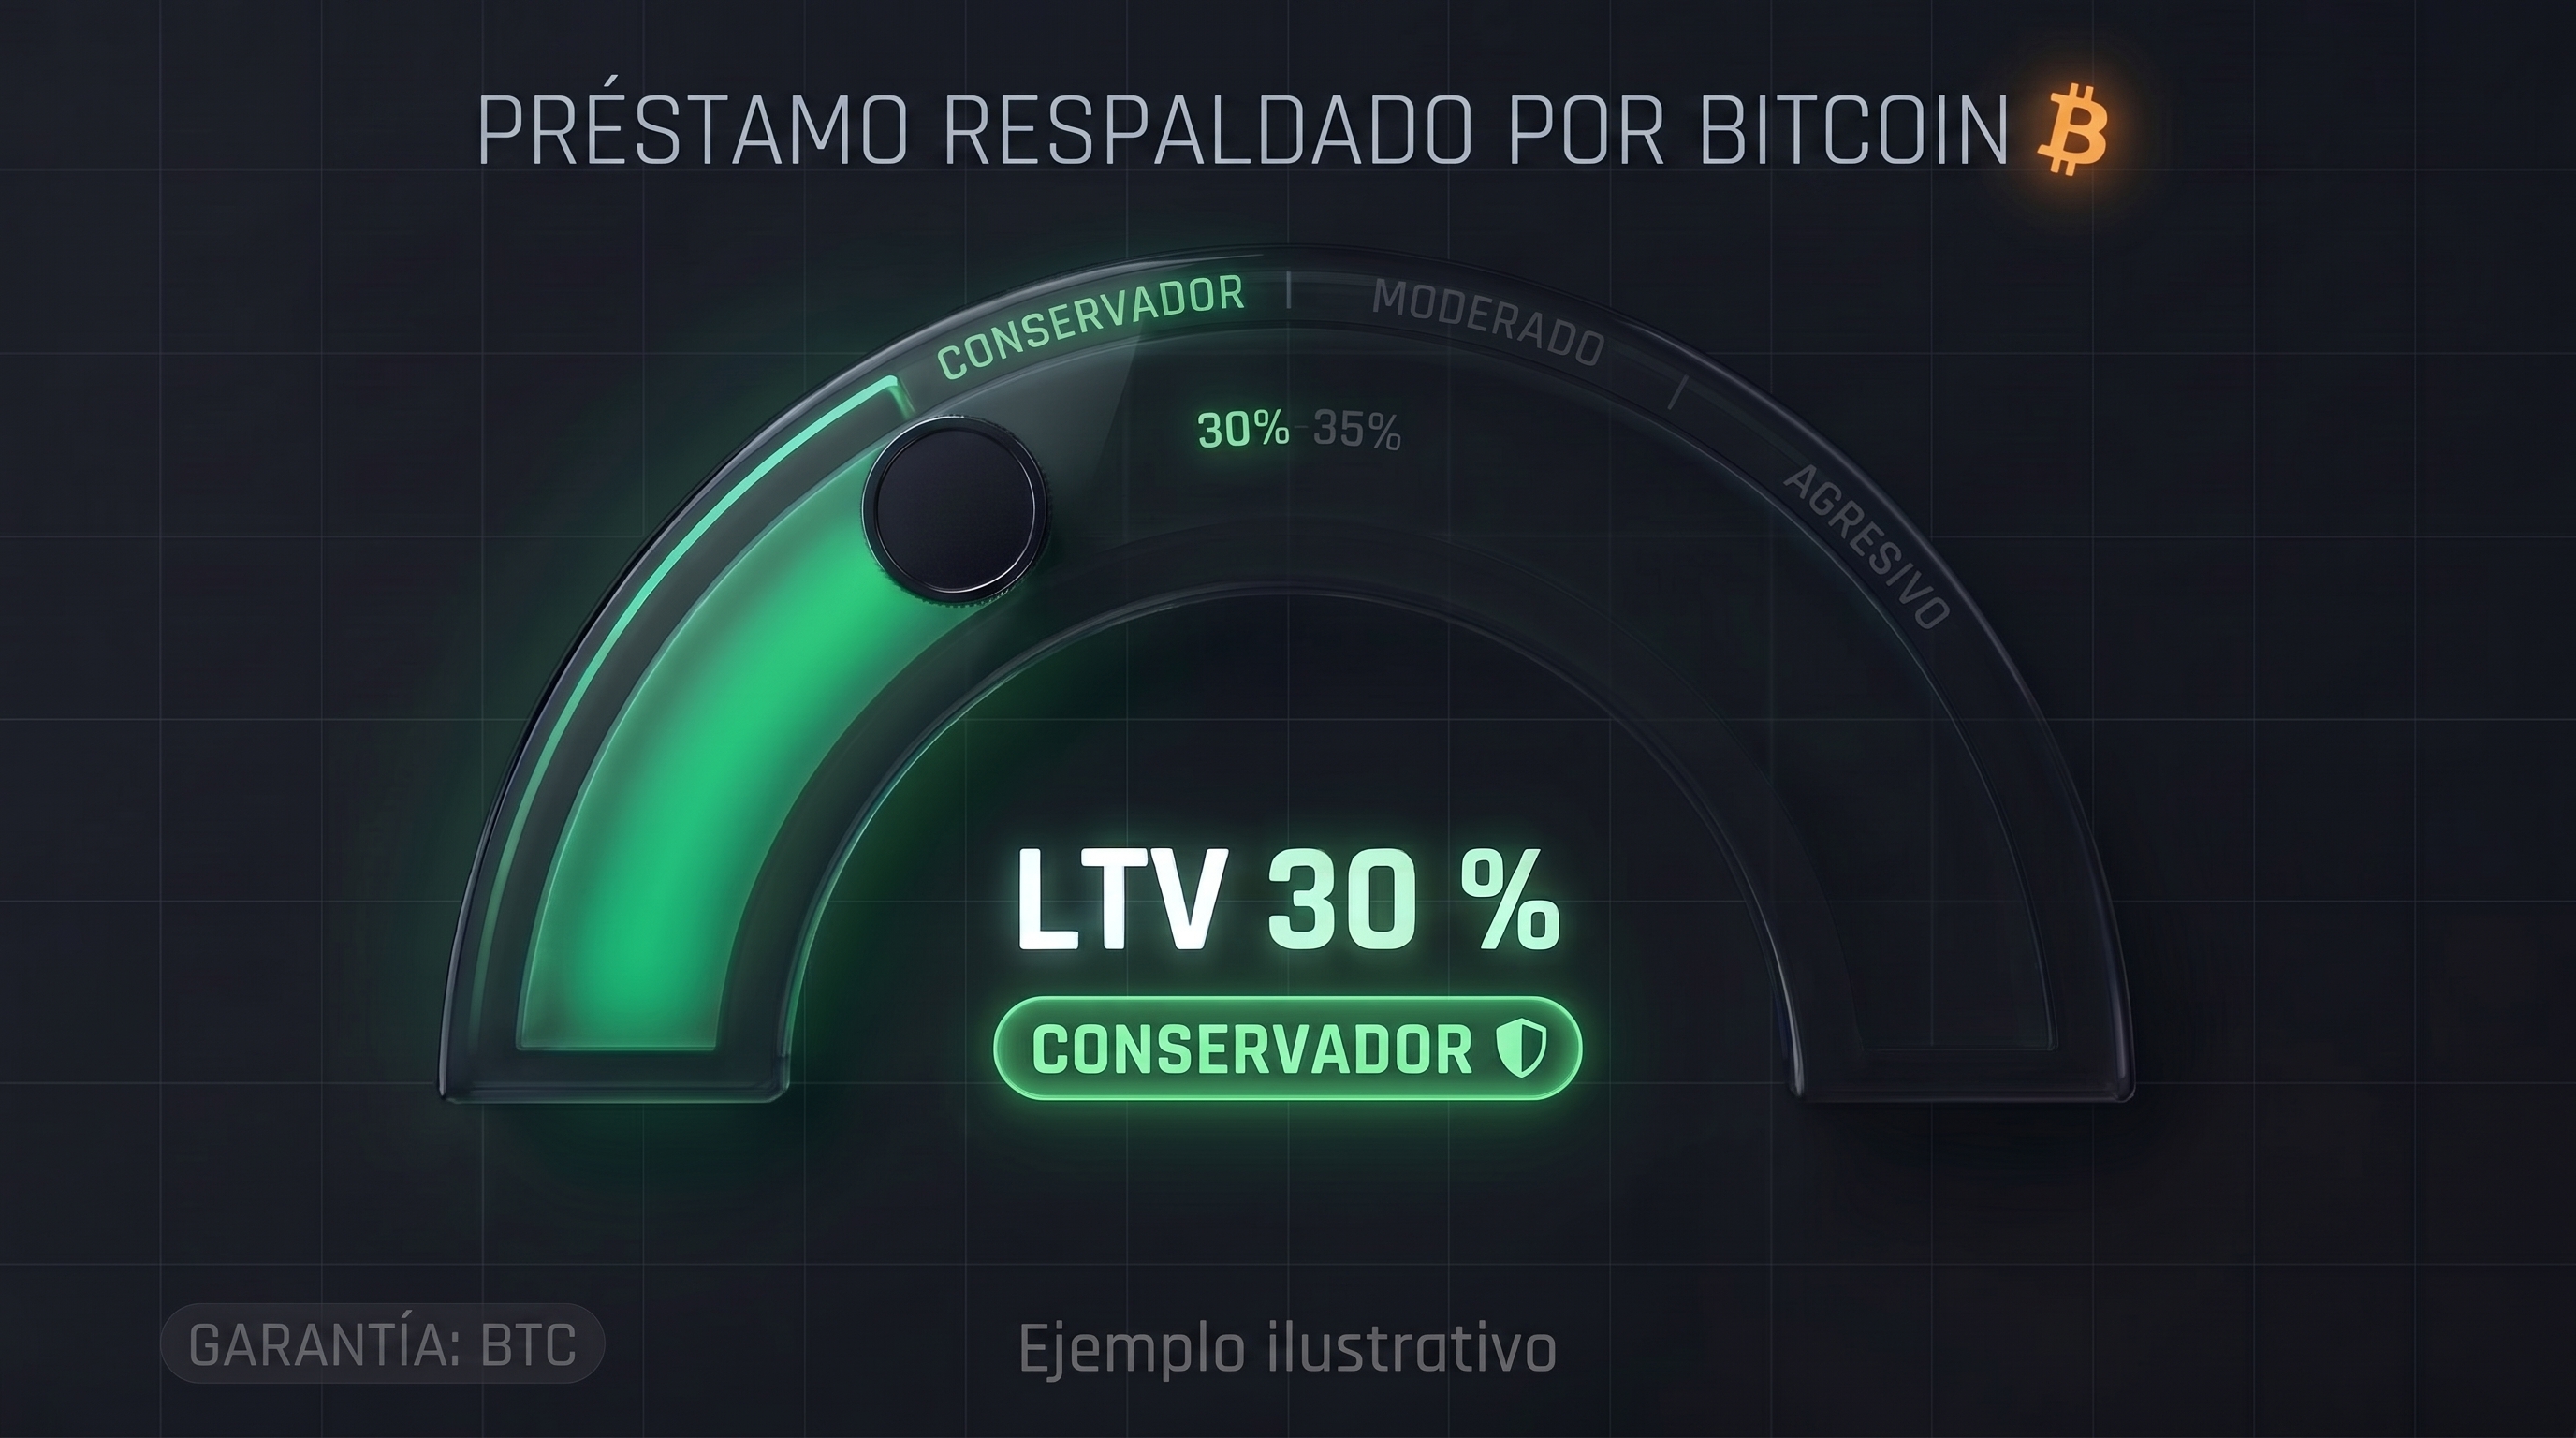 PRÉSTAMO RESPALDADO POR BITCOIN ₿
CONSERVADOR | MODERADO | AGRESIVO
30%-35%
LTV 30 %
CONSERVADOR
GARANTÍA: BTC
Ejemplo ilustrativo